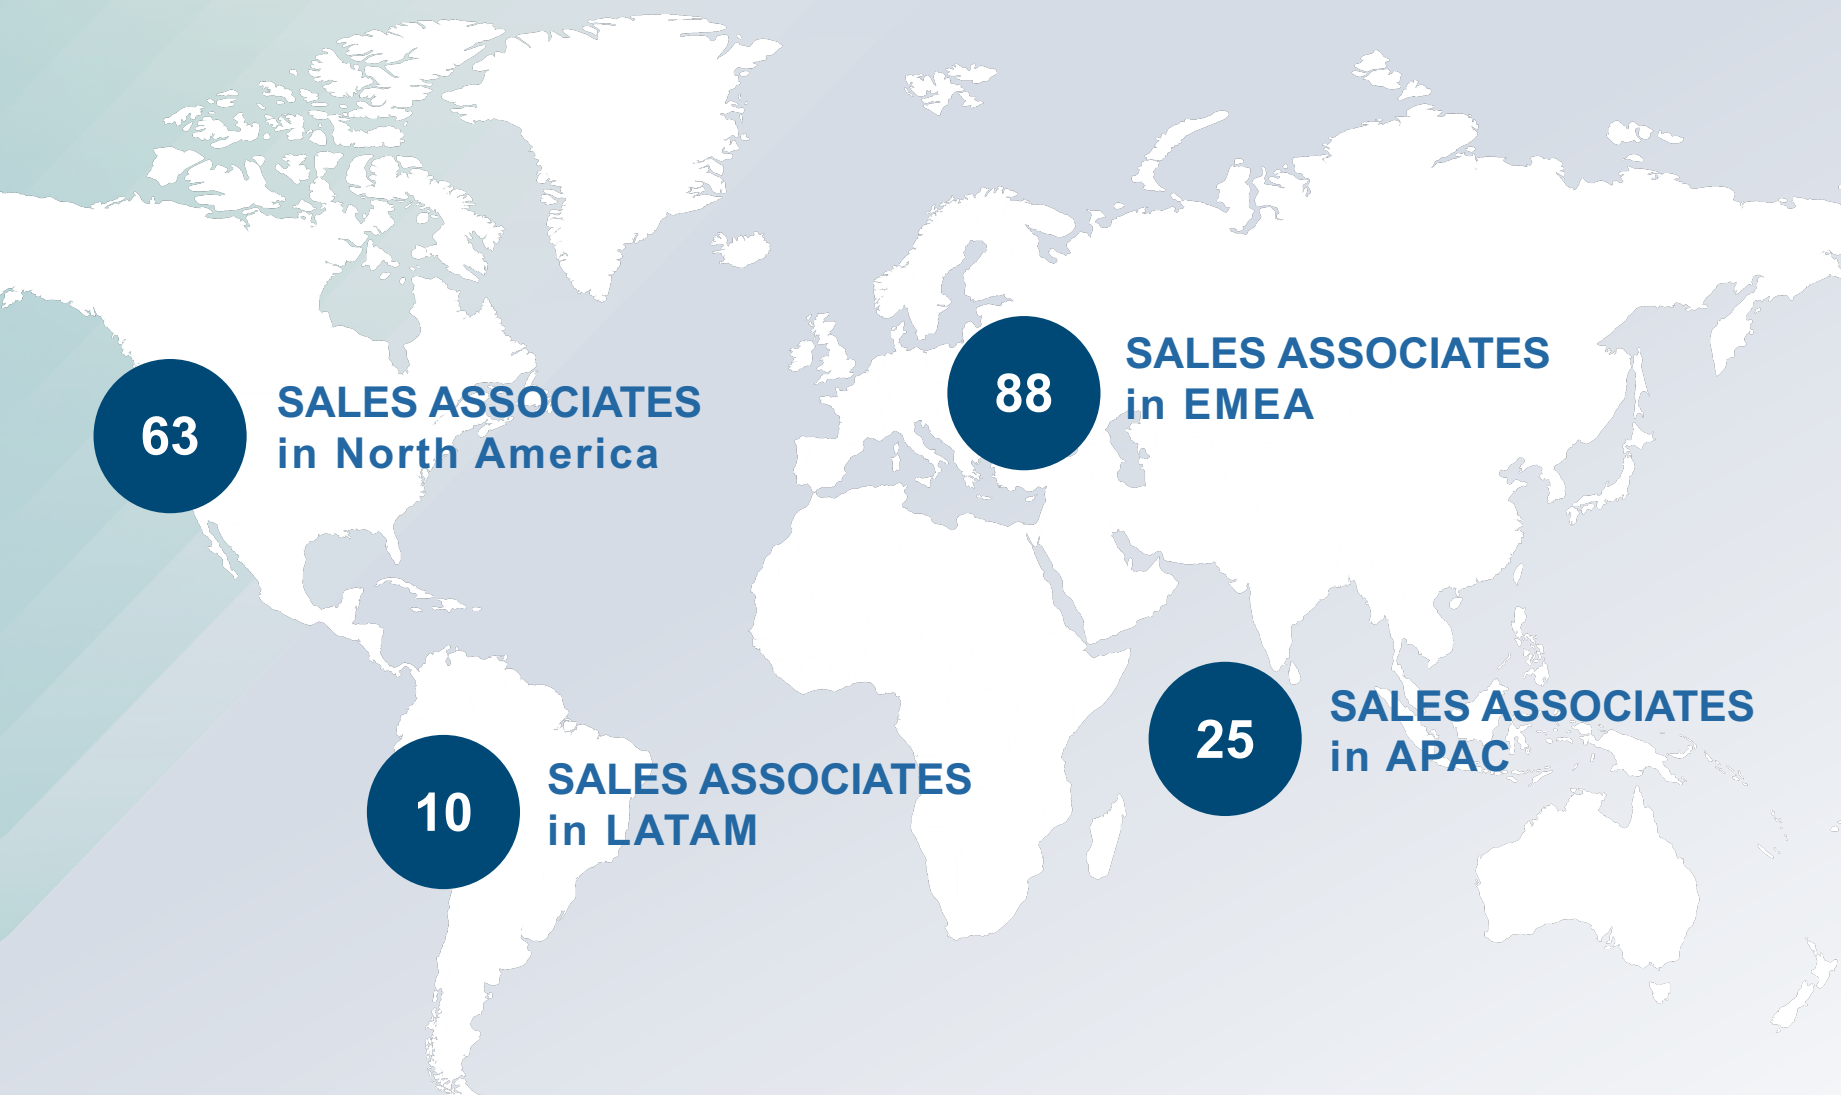 63
SALES ASSOCIATES
in North America
88
SALES ASSOCIATES
in EMEA
10
SALES ASSOCIATES
in LATAM
25
SALES ASSOCIATES
in APAC